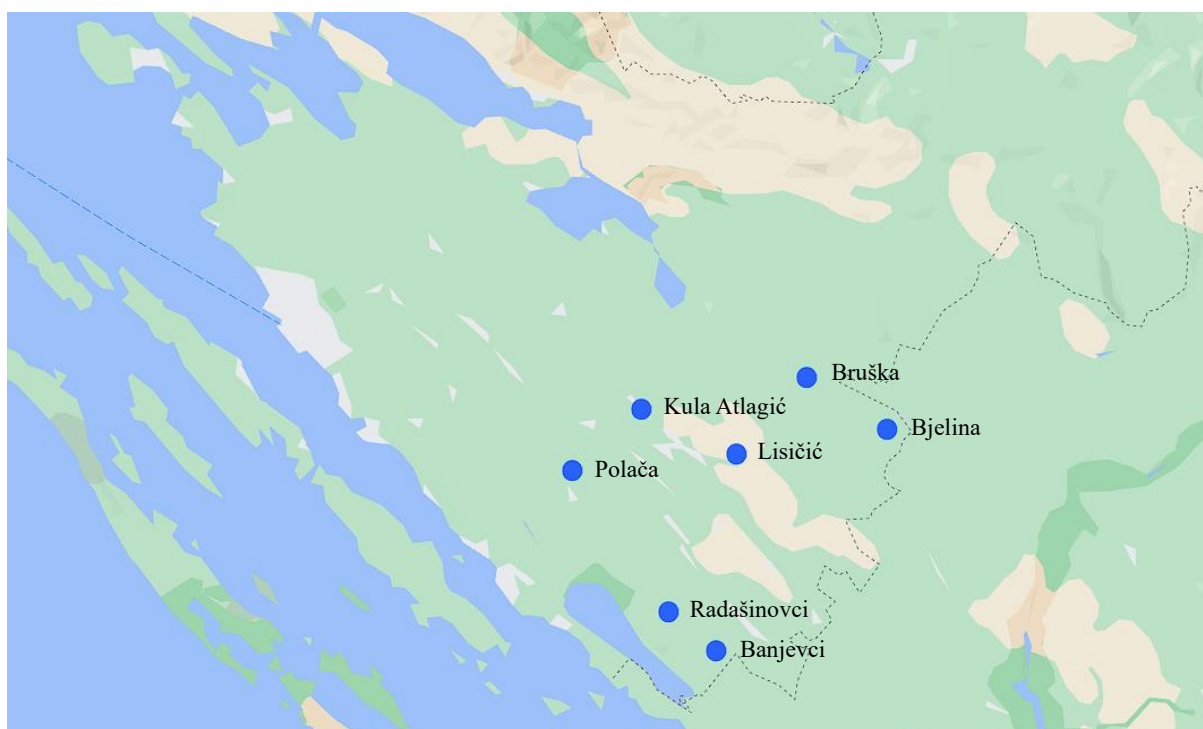 Bruška
Kula Atlagić
Bjelina
Lisičić
Polača
Radašinovci
Banjevci